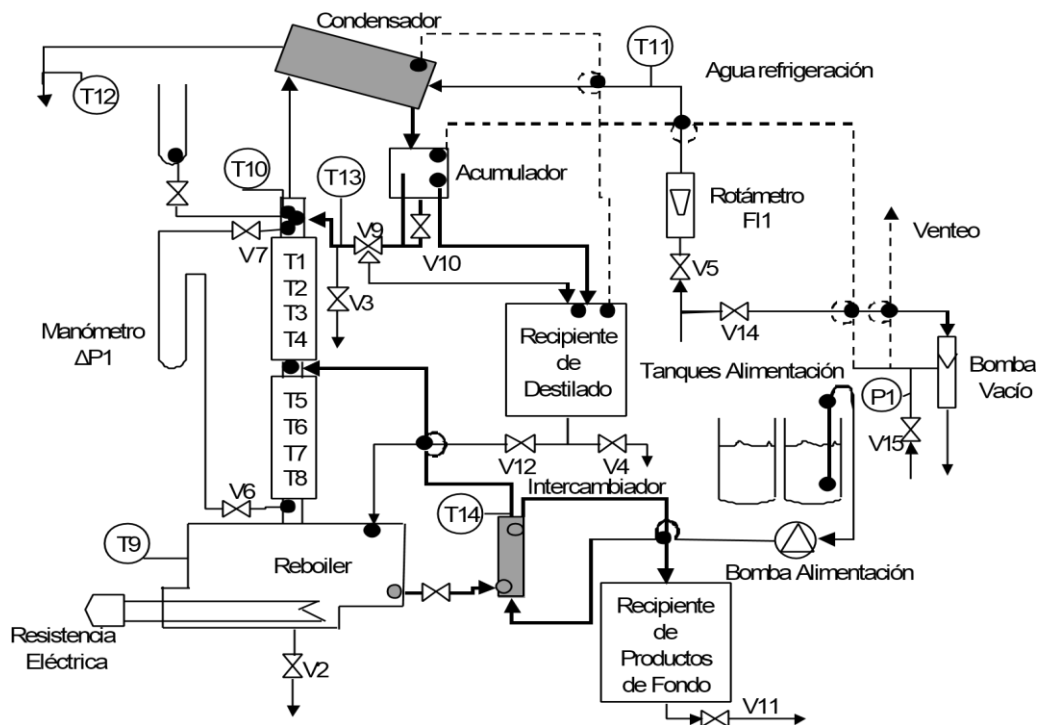 Condensador
T11
Agua refrigeración
T12
T10
T13
Acumulador
Rotámetro
FI1
V9
V7
V10
Venteo
V5
T1
T2
T3
T4
V3
Manómetro
ΔP1
V14
Recipiente
de
Destilado
Tanques Alimentación
Bomba
Vacío
P1
T5
T6
T7
T8
V12
V4
V15
V6
Intercambiador
T14
T9
Reboiler
Bomba Alimentación
Resistencia
Eléctrica
Recipiente
de
Productos
de Fondo
V2
V11